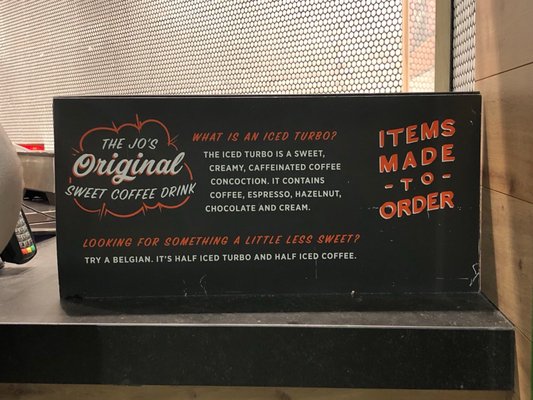 THE JO'S
Original
SWEET COFFEE DRINK
WHAT IS AN ICED TURBO?
THE ICED TURBO IS A SWEET,
CREAMY, CAFFEINATED COFFEE
CONCOCTION. IT CONTAINS
COFFEE, ESPRESSO, HAZELNUT,
CHOCOLATE AND CREAM.
ITEMS
MADE
- TO -
ORDER
LOOKING FOR SOMETHING A LITTLE LESS SWEET?
TRY A BELGIAN. IT'S HALF ICED TURBO AND HALF ICED COFFEE.